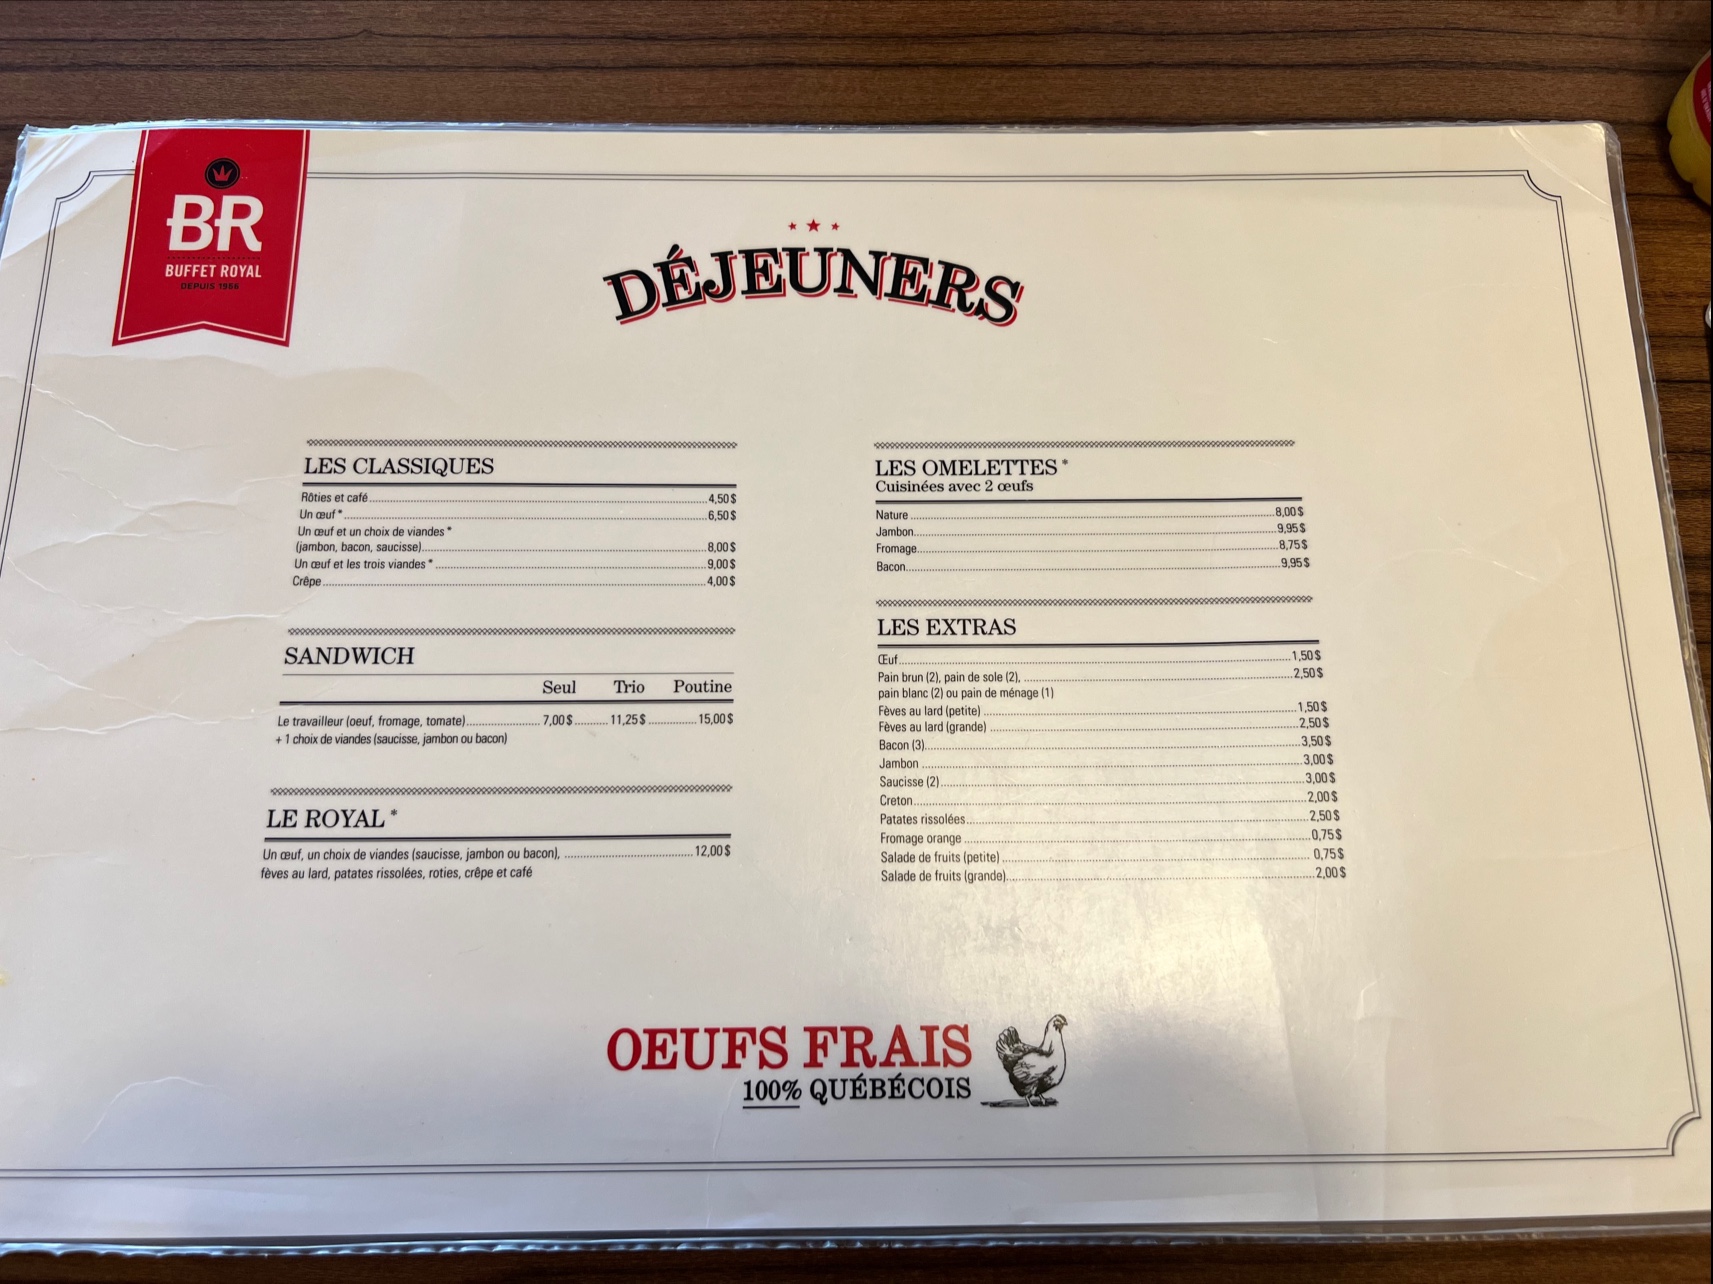 BR
BUFFET ROYAL
DEPUIS 1966
DÉJEUNERS
LES CLASSIQUES
Rôties et café 4,50$
Un œuf* 6,50$
Un œuf et un choix de viandes*
(jambon, bacon, saucisse) 8,00$
Un œuf et les trois viandes* 9,00$
Crêpe 4,00$
SANDWICH
Seul Trio Poutine
Le travailleur (oeuf, fromage, tomate) 7,00$ 11,25$ 15,00$
+ 1 choix de viandes (saucisse, jambon ou bacon)
LE ROYAL*
Un œuf, un choix de viandes (saucisse, jambon ou bacon), 12,00$
fèves au lard, patates rissolées, roties, crêpe et café
LES OMELETTES*
Cuisinées avec 2 œufs
Nature 8,00$
Jambon 9,95$
Fromage 8,75$
Bacon 9,95$
LES EXTRAS
Œuf 1,50$
Pain brun (2), pain de sole (2), 2,50$
pain blanc (2) ou pain de ménage (1)
Fèves au lard (petite) 1,50$
Fèves au lard (grande) 2,50$
Bacon (3) 3,50$
Jambon 3,00$
Saucisse (2) 3,00$
Creton 2,00$
Patates rissolées 2,50$
Fromage orange 0,75$
Salade de fruits (petite) 0,75$
Salade de fruits (grande) 2,00$
OEUFS FRAIS
100% QUÉBÉCOIS